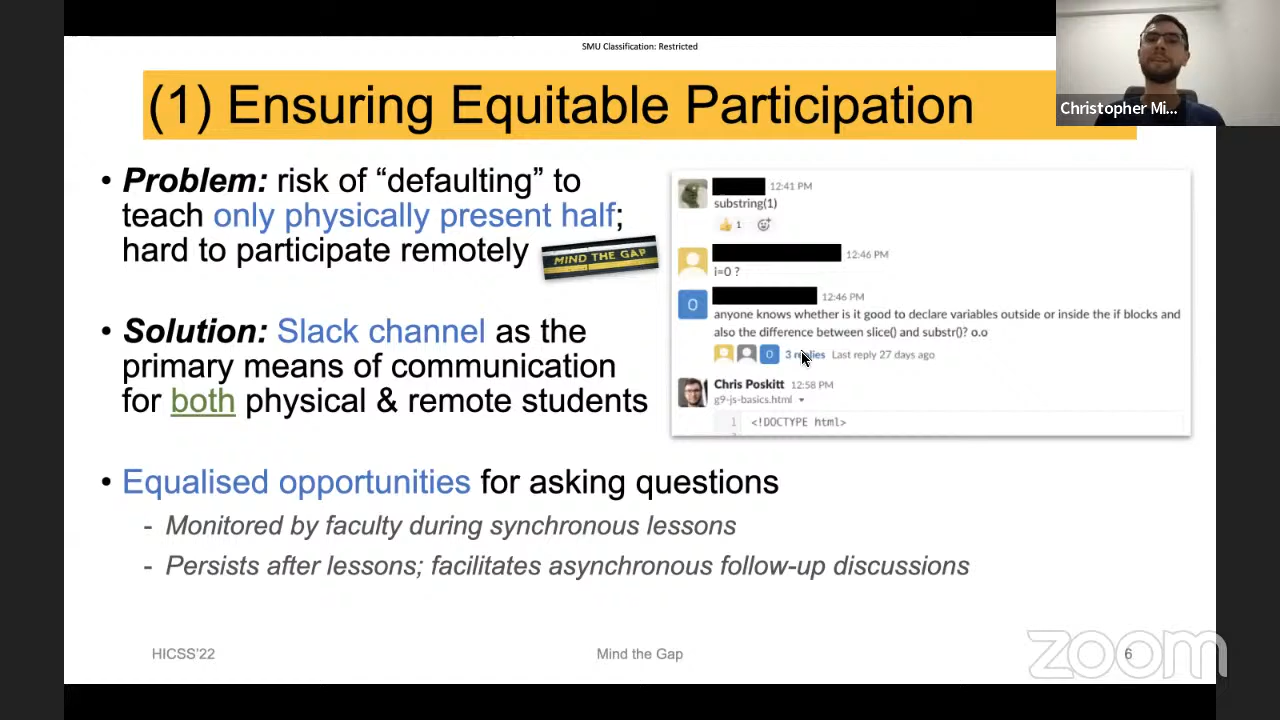 SMU Classification: Restricted
(1) Ensuring Equitable Participation
Christopher Mi...
• Problem: risk of “defaulting” to
teach only physically present half;
hard to participate remotely
MIND THE GAP
• Solution: Slack channel as the
primary means of communication
for both physical & remote students
12:41 PM
substring(1)
👍 1
12:46 PM
i=0 ?
O
12:46 PM
anyone knows whether is it good to declare variables outside or inside the if blocks and
also the difference between slice() and substr()? o.o
O 3 replies Last reply 27 days ago
Chris Poskitt 12:58 PM
g9-js-basics.html
1 <!DOCTYPE html>
• Equalised opportunities for asking questions
- Monitored by faculty during synchronous lessons
- Persists after lessons; facilitates asynchronous follow-up discussions
HICSS’22
Mind the Gap
6
zoom